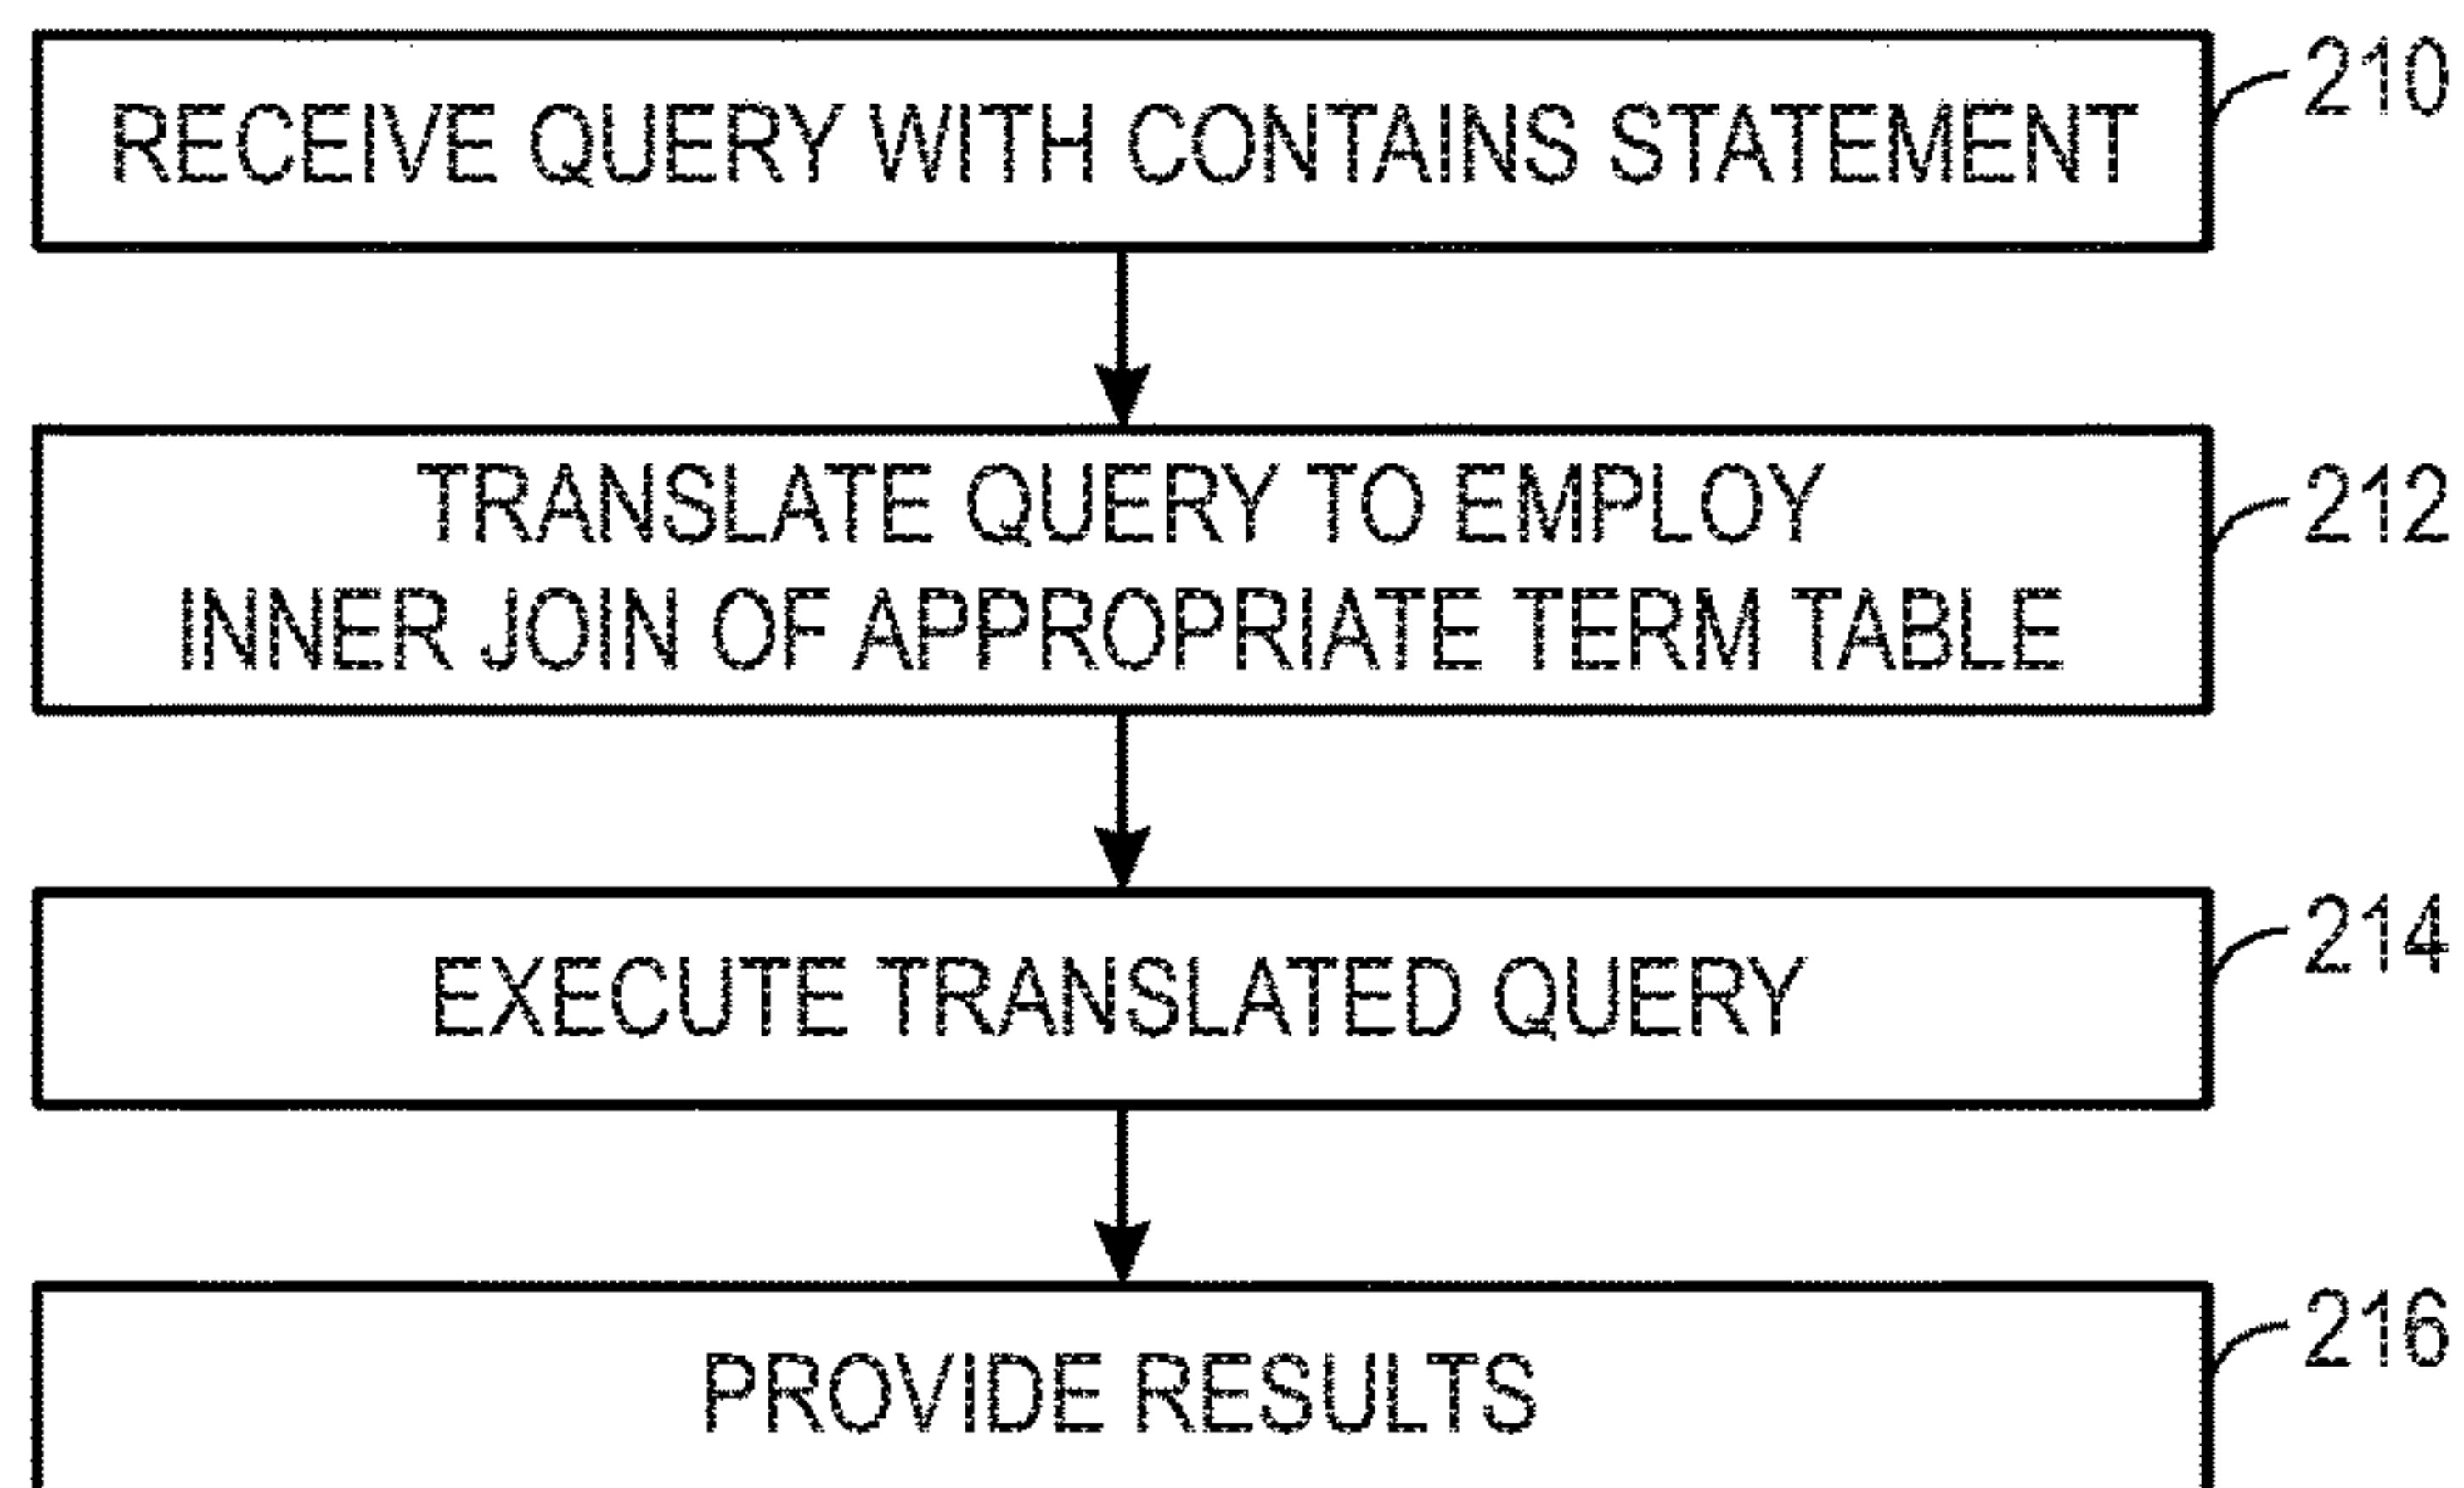 RECEIVE QUERY WITH CONTAINS STATEMENT
210
TRANSLATE QUERY TO EMPLOY
INNER JOIN OF APPROPRIATE TERM TABLE
212
EXECUTE TRANSLATED QUERY
214
PROVIDE RESULTS
216